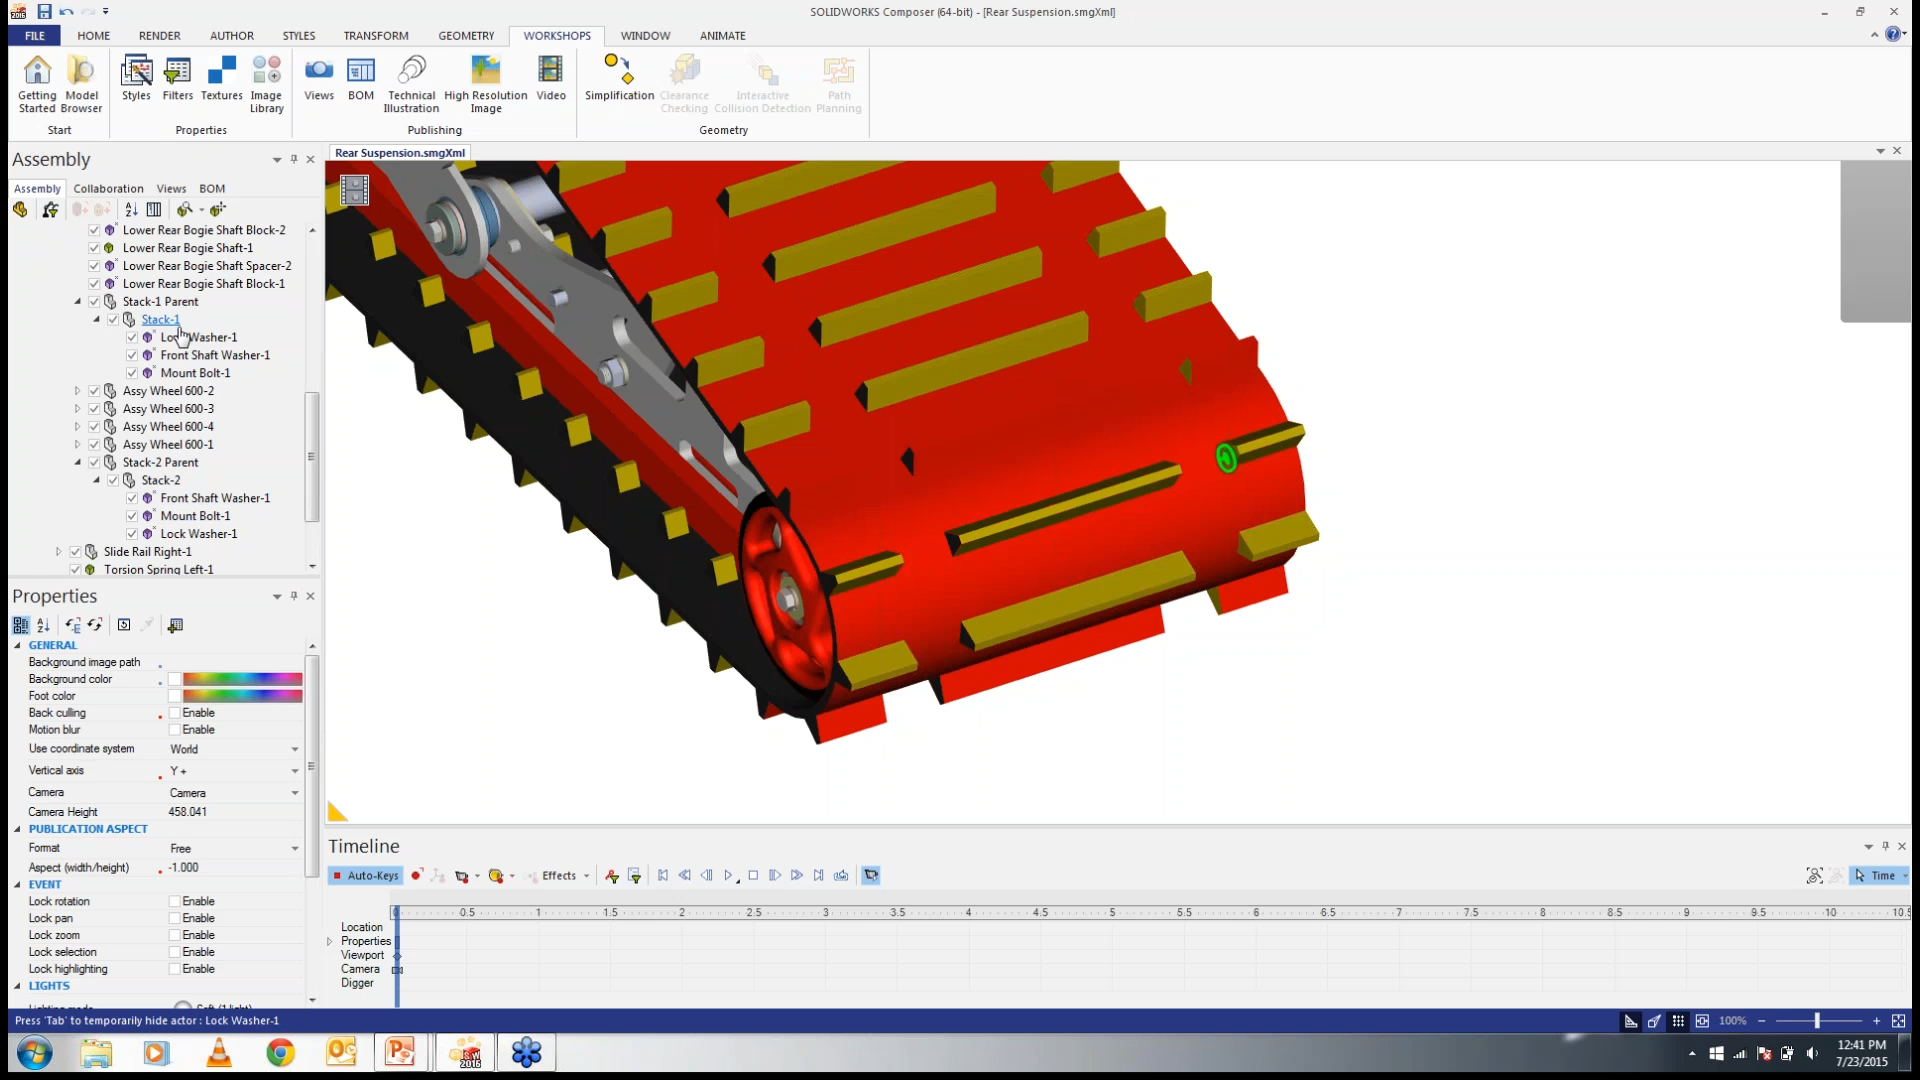 SOLIDWORKS Composer (64-bit) - [Rear Suspension.smgXml]
FILE HOME RENDER AUTHOR STYLES TRANSFORM GEOMETRY WORKSHOPS WINDOW ANIMATE
Getting Started
Model Browser
Styles
Filters
Textures
Image Library
Views
BOM
Technical Illustration
High Resolution Image
Video
Simplification
Clearance Checking
Interactive Collision Detection
Path Planning
Start
Properties
Publishing
Geometry
Assembly
Rear Suspension.smgXml
Assembly Collaboration Views BOM
Lower Rear Bogie Shaft Block-2
Lower Rear Bogie Shaft-1
Lower Rear Bogie Shaft Spacer-2
Lower Rear Bogie Shaft Block-1
Stack-1 Parent
Stack-1
Washer-1
Front Shaft Washer-1
Mount Bolt-1
Assy Wheel 600-2
Assy Wheel 600-3
Assy Wheel 600-4
Assy Wheel 600-1
Stack-2 Parent
Stack-2
Front Shaft Washer-1
Mount Bolt-1
Lock Washer-1
Slide Rail Right-1
Torsion Spring Left-1
Properties
GENERAL
Background image path
Background color
Foot color
Back culling Enable
Motion blur Enable
Use coordinate system World
Vertical axis Y +
Camera Camera
Camera Height 458.041
PUBLICATION ASPECT
Format Free
Aspect (width/height) -1.000
EVENT
Lock rotation Enable
Lock pan Enable
Lock zoom Enable
Lock selection Enable
Lock highlighting Enable
LIGHTS
Timeline
Auto-Keys Effects Time
0.5 1 1.5 2 2.5 3 3.5 4 4.5 5 5.5 6 6.5 7 7.5 8 8.5 9 9.5 10 10.5
Location
Properties
Viewport
Camera
Digger
Press 'Tab' to temporarily hide actor : Lock Washer-1
100%
12:41 PM
7/23/2015